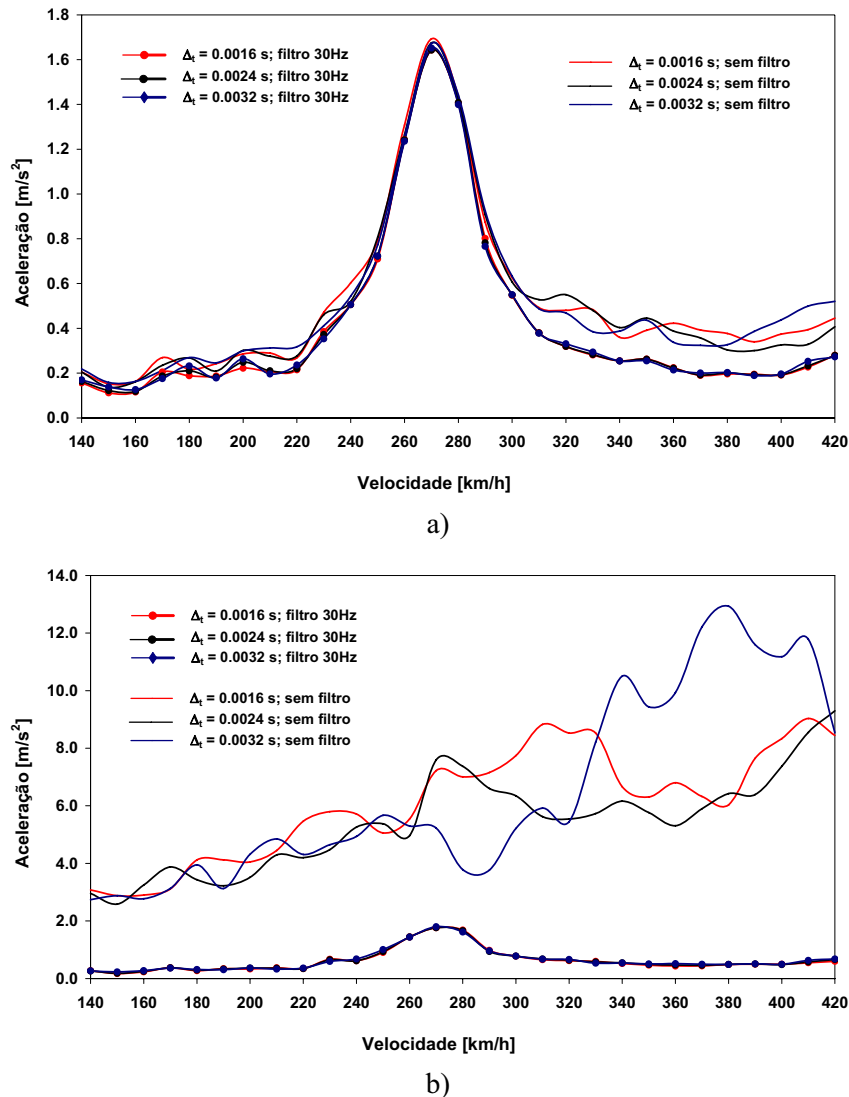 1.8
1.6
1.4
1.2
1.0
0.8
0.6
0.4
0.2
0.0
Aceleração [m/s²]
Δt = 0.0016 s; filtro 30Hz
Δt = 0.0024 s; filtro 30Hz
Δt = 0.0032 s; filtro 30Hz
Δt = 0.0016 s; sem filtro
Δt = 0.0024 s; sem filtro
Δt = 0.0032 s; sem filtro
140 160 180 200 220 240 260 280 300 320 340 360 380 400 420
Velocidade [km/h]
a)
14.0
12.0
10.0
8.0
6.0
4.0
2.0
0.0
Aceleração [m/s²]
Δt = 0.0016 s; filtro 30Hz
Δt = 0.0024 s; filtro 30Hz
Δt = 0.0032 s; filtro 30Hz
Δt = 0.0016 s; sem filtro
Δt = 0.0024 s; sem filtro
Δt = 0.0032 s; sem filtro
140 160 180 200 220 240 260 280 300 320 340 360 380 400 420
Velocidade [km/h]
b)